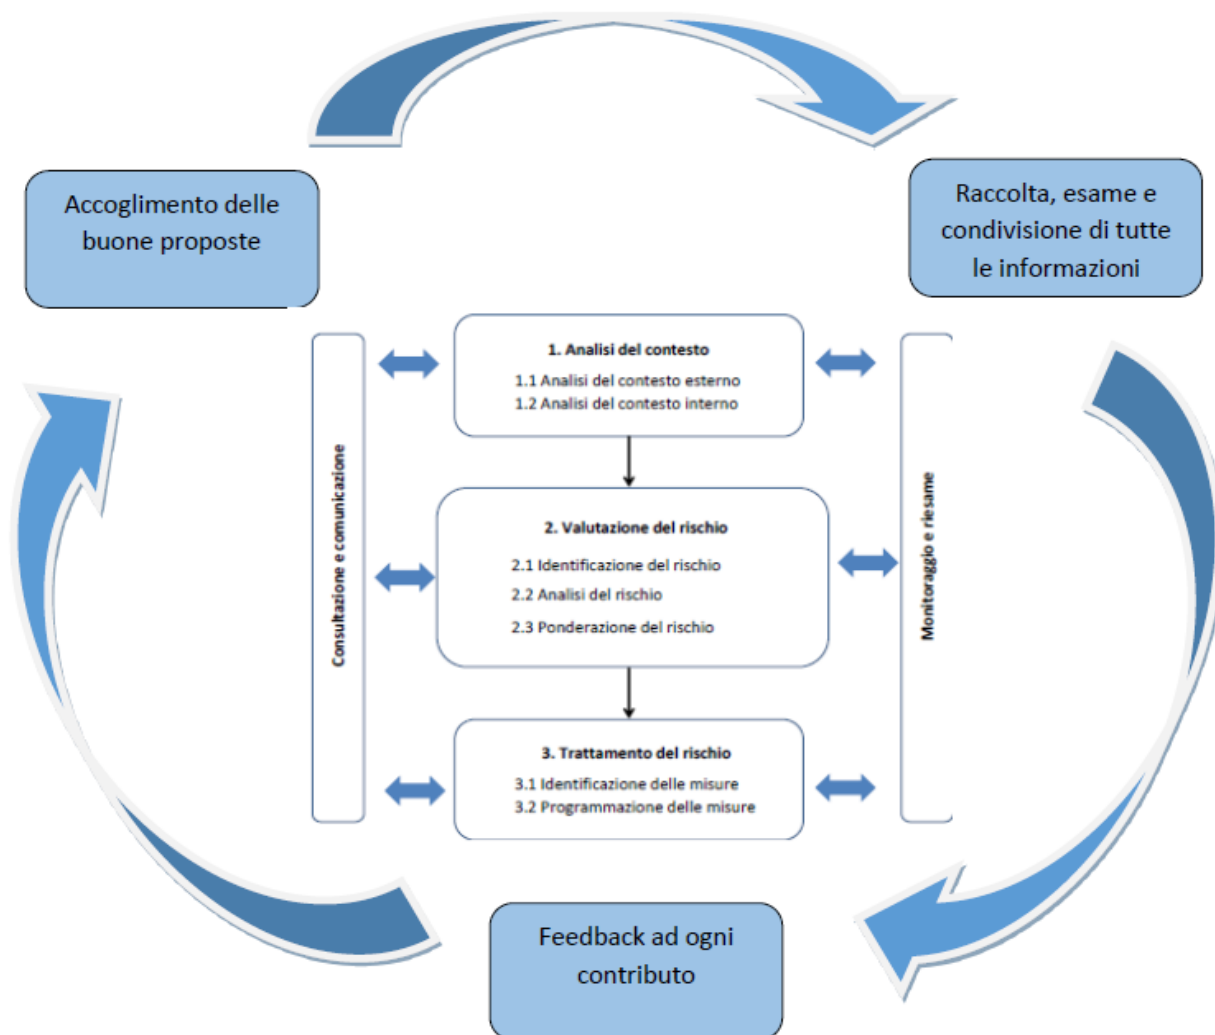 Accoglimento delle
buone proposte
Raccolta, esame e
condivisione di tutte
le informazioni
Consultazione e comunicazione
1. Analisi del contesto
1.1 Analisi del contesto esterno
1.2 Analisi del contesto interno
2. Valutazione del rischio
2.1 Identificazione del rischio
2.2 Analisi del rischio
2.3 Ponderazione del rischio
3. Trattamento del rischio
3.1 Identificazione delle misure
3.2 Programmazione delle misure
Monitoraggio e riesame
Feedback ad ogni
contributo